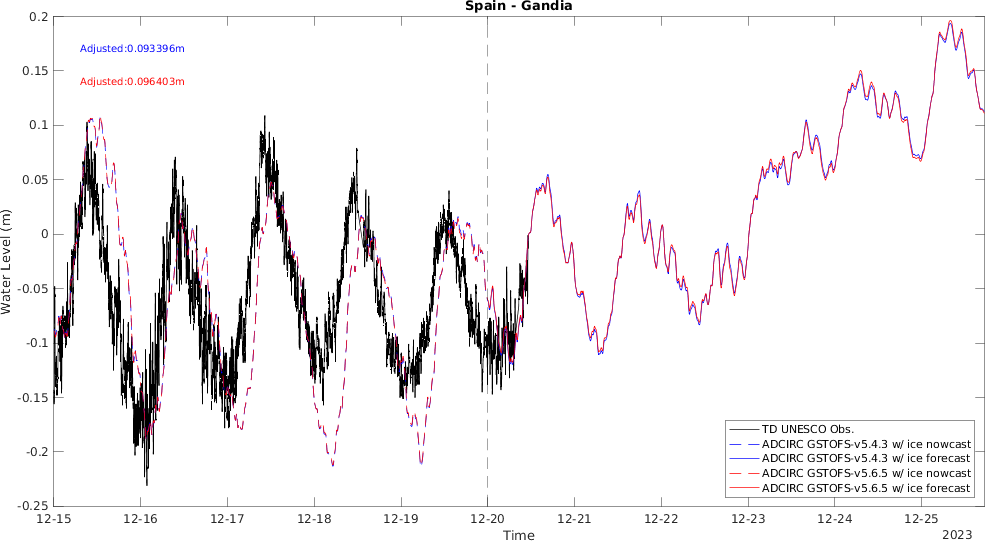 Spain - Gandia
Adjusted:0.093396m
Adjusted:0.096403m
0.2
0.15
0.1
0.05
0
-0.05
-0.1
-0.15
-0.2
-0.25
Water Level (m)
TD UNESCO Obs.
ADCIRC GSTOFS-v5.4.3 w/ ice nowcast
ADCIRC GSTOFS-v5.4.3 w/ ice forecast
ADCIRC GSTOFS-v5.6.5 w/ ice nowcast
ADCIRC GSTOFS-v5.6.5 w/ ice forecast
12-15 12-16 12-17 12-18 12-19 12-20 12-21 12-22 12-23 12-24 12-25
Time
2023